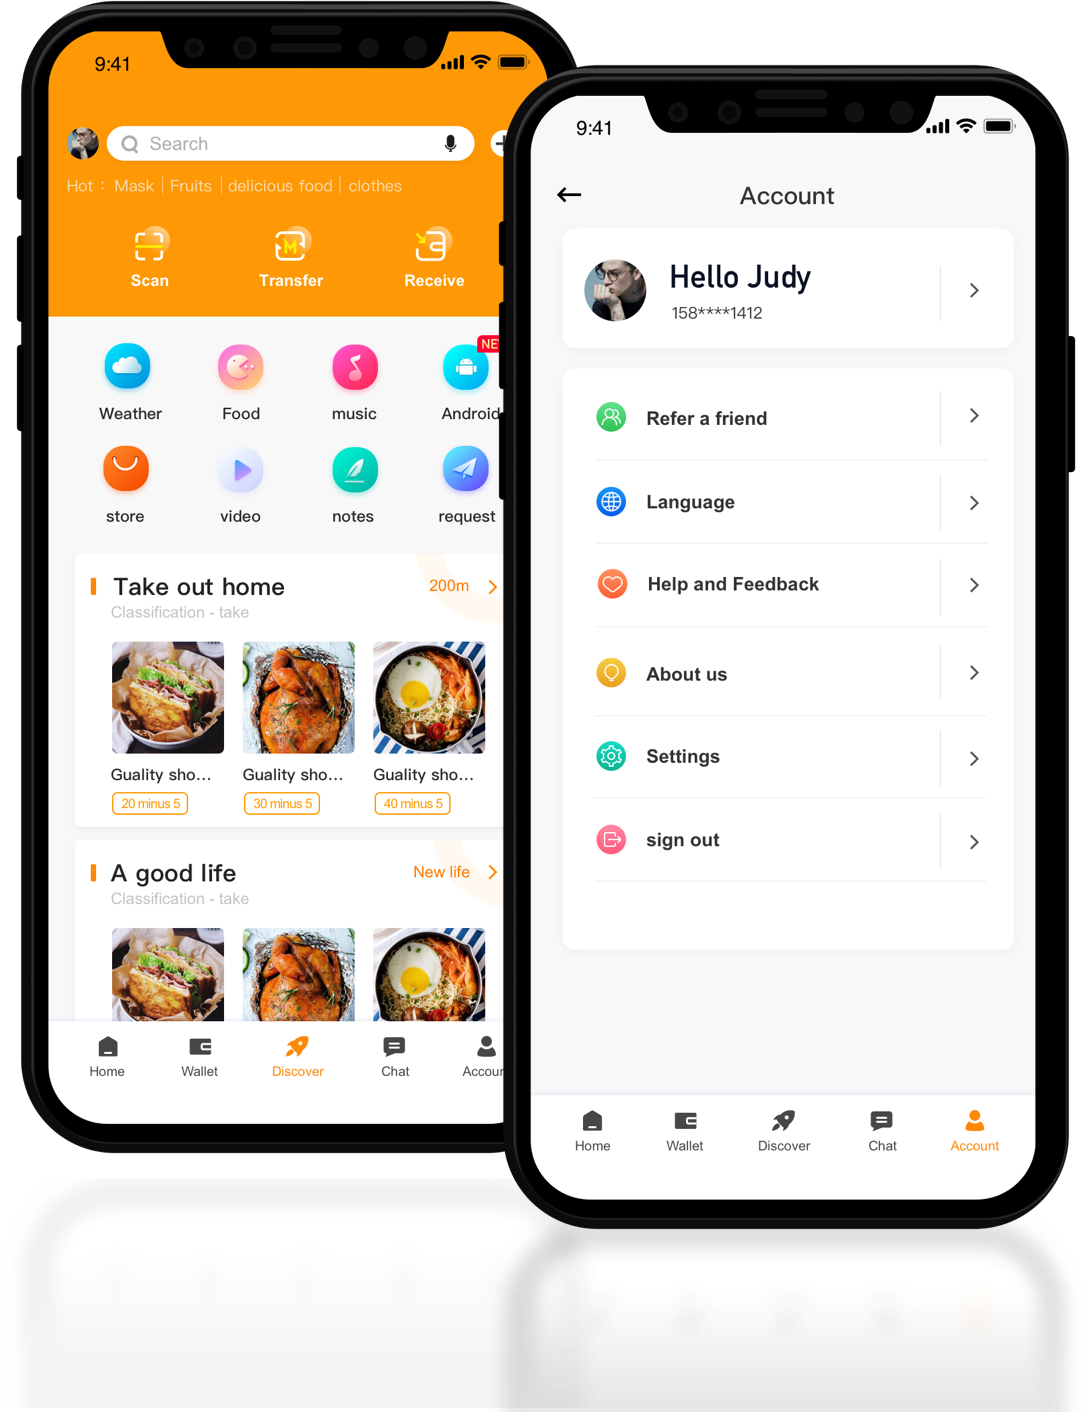 9:41
Search
Hot : Mask Fruits delicious food clothes
Scan Transfer Receive
NE
Weather Food music Android
store video notes request
Take out home 200m
Classification - take
Guality sho... Guality sho... Guality sho...
20 minus 5 30 minus 5 40 minus 5
A good life New life
Classification - take
Home Wallet Discover Chat Accour
9:41
Account
Hello Judy
158****1412
Refer a friend
Language
Help and Feedback
About us
Settings
sign out
Home Wallet Discover Chat Account